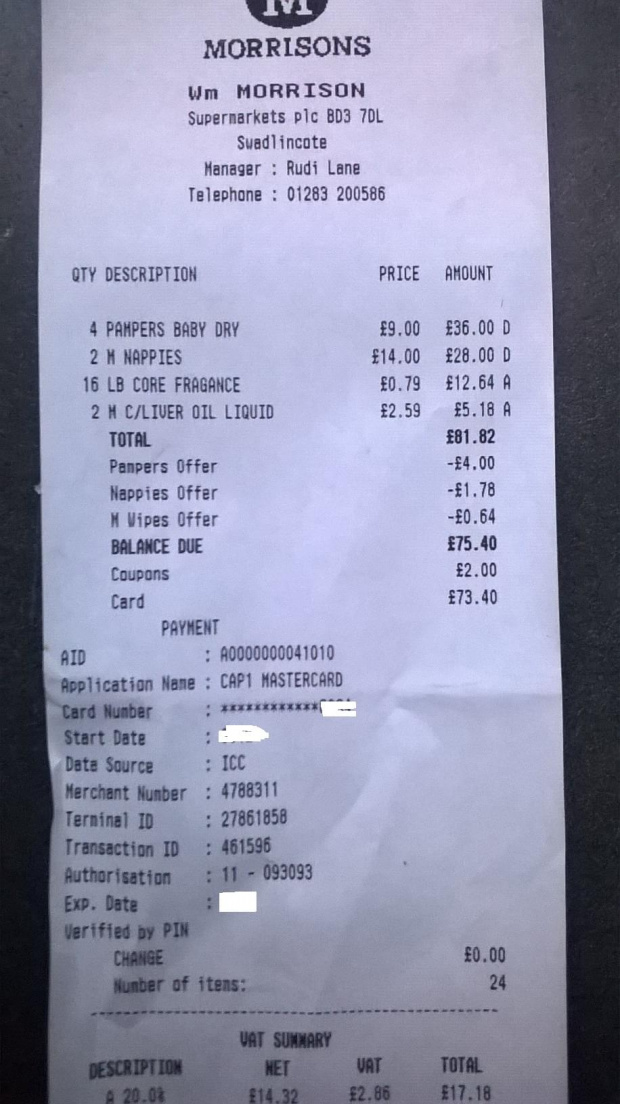 M
MORRISONS
Wm MORRISON
Supermarkets plc BD3 7DL
Swadlincote
Manager : Rudi Lane
Telephone : 01283 200586
QTY DESCRIPTION PRICE AMOUNT
4 PAMPERS BABY DRY £9.00 £36.00 D
2 M NAPPIES £14.00 £28.00 D
16 LB CORE FRAGANCE £0.79 £12.64 A
2 M C/LIVER OIL LIQUID £2.59 £5.18 A
TOTAL £81.82
Pampers Offer -£4.00
Nappies Offer -£1.78
M Wipes Offer -£0.64
BALANCE DUE £75.40
Coupons £2.00
Card £73.40
PAYMENT
AID : A0000000041010
Application Name : CAP1 MASTERCARD
Card Number : ************
Start Date :
Data Source : ICC
Merchant Number : 4788311
Terminal ID : 27861858
Transaction ID : 461596
Authorisation : 11 - 093093
Exp. Date :
Verified by PIN
CHANGE £0.00
Number of items: 24
VAT SUMMARY
DESCRIPTION NET VAT TOTAL
A 20.0% £14.32 £2.86 £17.18